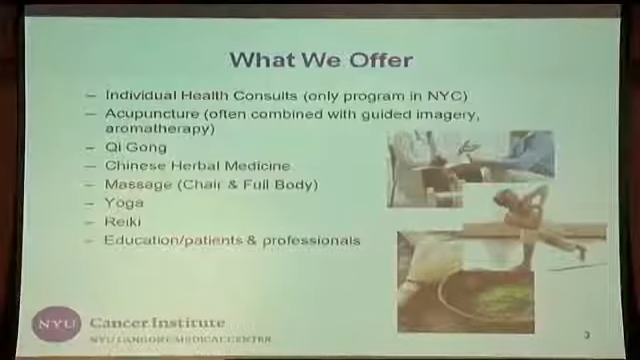 What We Offer
– Individual Health Consults (only program in NYC)
– Acupuncture (often combined with guided imagery,
aromatherapy)
– Qi Gong
– Chinese Herbal Medicine
– Massage (Chair & Full Body)
– Yoga
– Reiki
– Education/patients & professionals
NYU Cancer Institute
NYU LANGONE MEDICAL CENTER
3